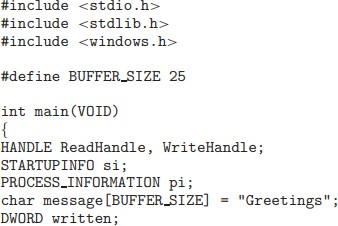 #include <stdio.h>
#include <stdlib.h>
#include <windows.h>
#define BUFFER_SIZE 25
int main(VOID)
{
HANDLE ReadHandle, WriteHandle;
STARTUPINFO si;
PROCESS_INFORMATION pi;
char message[BUFFER_SIZE] = "Greetings";
DWORD written;